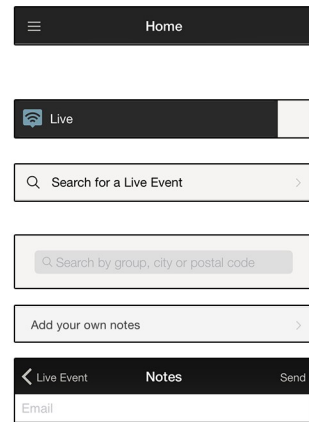 Home
Live
Search for a Live Event
Search by group, city or postal code
Add your own notes
Live Event Notes Send
Email